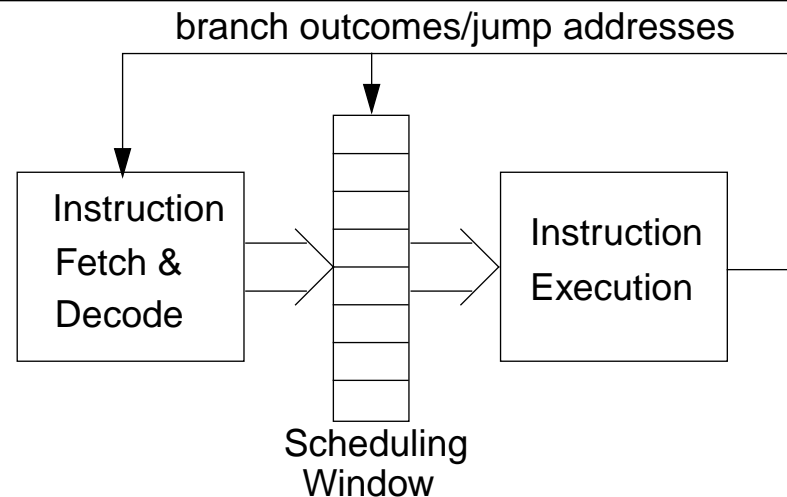 branch outcomes/jump addresses
Instruction
Fetch &
Decode
Instruction
Execution
Scheduling
Window